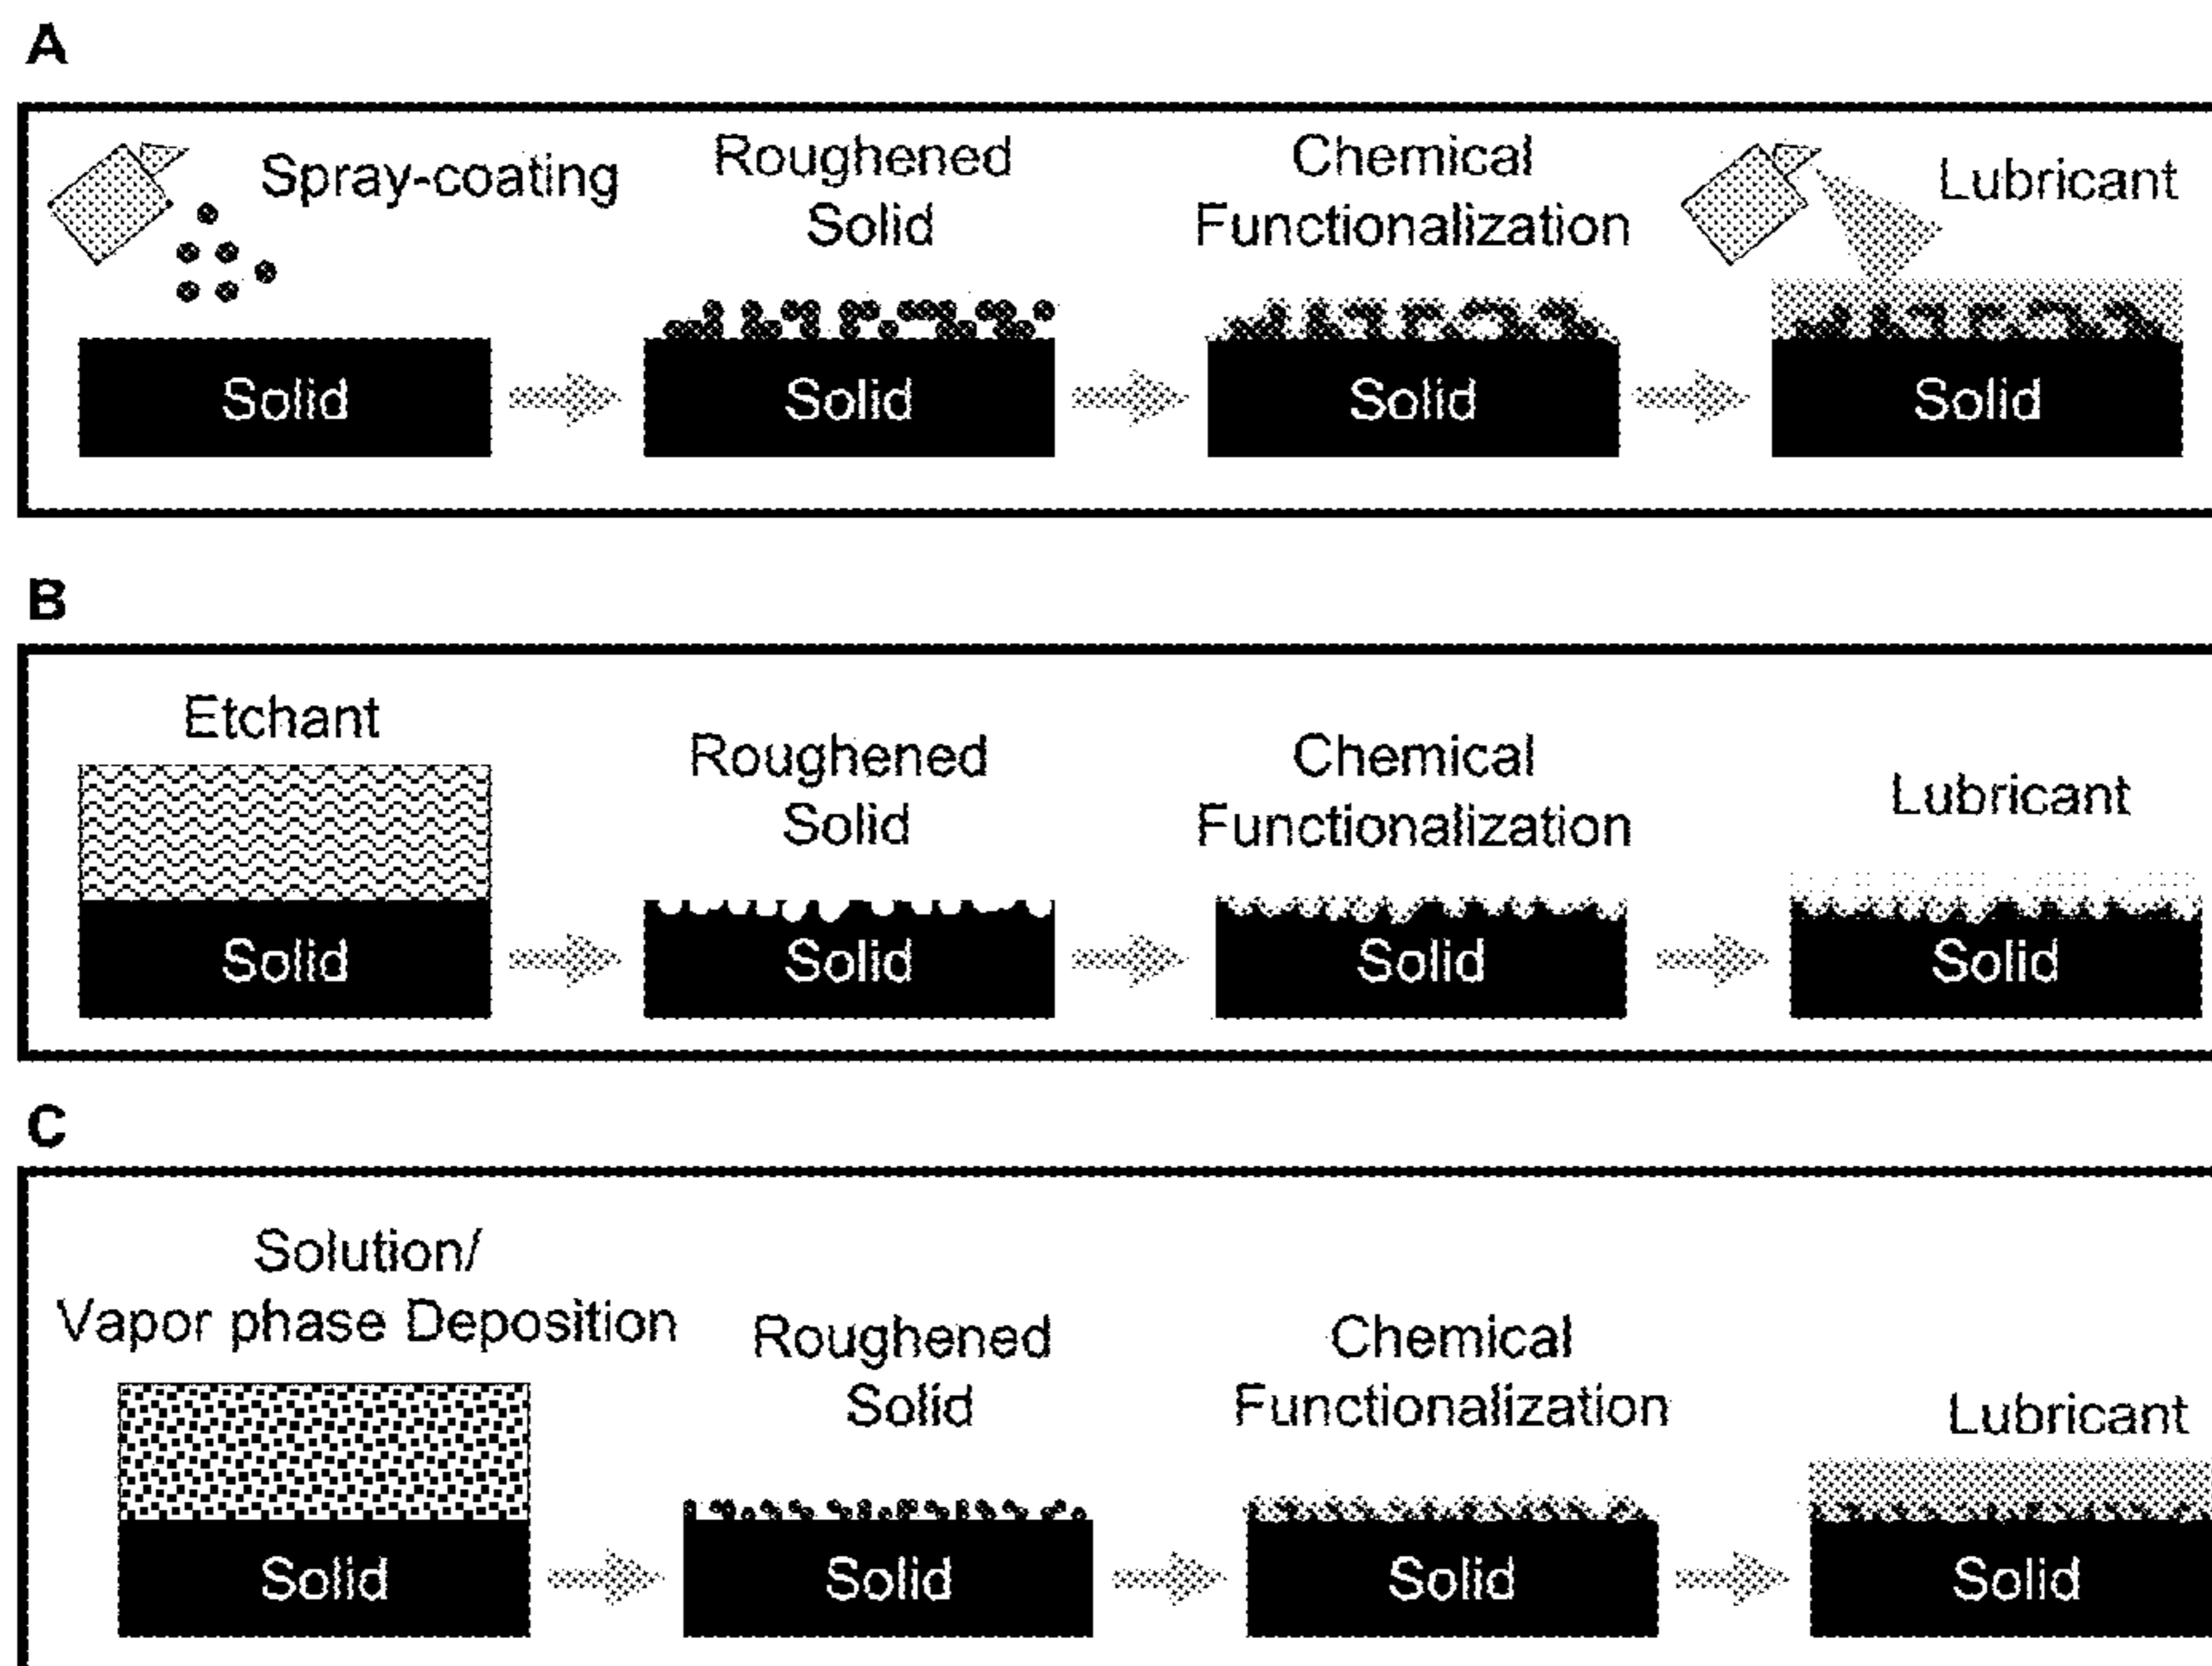 A
Spray-coating
Roughened
Solid
Chemical
Functionalization
Lubricant
Solid
Solid
Solid
Solid
B
Etchant
Roughened
Solid
Chemical
Functionalization
Lubricant
Solid
Solid
Solid
Solid
C
Solution/
Vapor phase Deposition
Roughened
Solid
Chemical
Functionalization
Lubricant
Solid
Solid
Solid
Solid